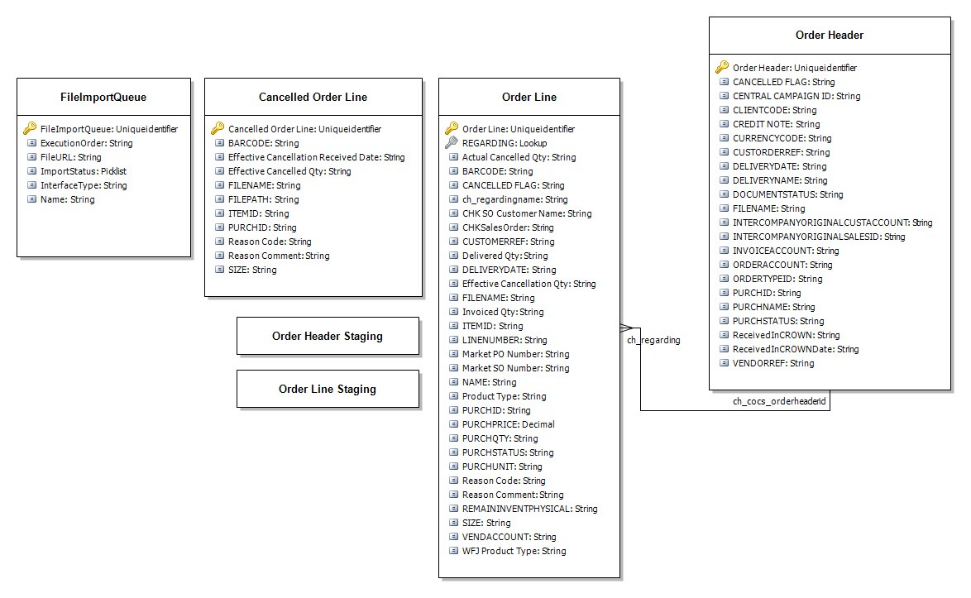 FileImportQueue
FileImportQueue: Uniqueidentifier
ExecutionOrder: String
FileURL: String
ImportStatus: Picklist
InterfaceType: String
Name: String
Cancelled Order Line
Cancelled Order Line: Uniqueidentifier
BARCODE: String
Effective Cancellation Received Date: String
Effective Cancelled Qty: String
FILENAME: String
FILEPATH: String
ITEMID: String
PURCHID: String
Reason Code: String
Reason Comment: String
SIZE: String
Order Header Staging
Order Line Staging
Order Line
Order Line: Uniqueidentifier
REGARDING: Lookup
Actual Cancelled Qty: String
BARCODE: String
CANCELLED FLAG: String
ch_regardingname: String
CHK SO Customer Name: String
CHKSalesOrder: String
CUSTOMERREF: String
Delivered Qty: String
DELIVERYDATE: String
Effective Cancellation Qty: String
FILENAME: String
Invoiced Qty: String
ITEMID: String
LINENUMBER: String
Market PO Number: String
Market SO Number: String
NAME: String
Product Type: String
PURCHID: String
PURCHPRICE: Decimal
PURCHQTY: String
PURCHSTATUS: String
PURCHUNIT: String
Reason Code: String
Reason Comment: String
REMAININVENTPHYSICAL: String
SIZE: String
VENDACCOUNT: String
WFJ Product Type: String
ch_regarding
Order Header
Order Header: Uniqueidentifier
CANCELLED FLAG: String
CENTRAL CAMPAIGN ID: String
CLIENTCODE: String
CREDIT NOTE: String
CURRENCYCODE: String
CUSTORDERREF: String
DELIVERYDATE: String
DELIVERYNAME: String
DOCUMENTSTATUS: String
FILENAME: String
INTERCOMPANYORIGINALCUSTACCOUNT: String
INTERCOMPANYORIGINALSALESID: String
INVOICEACCOUNT: String
ORDERACCOUNT: String
ORDERTYPEID: String
PURCHID: String
PURCHNAME: String
PURCHSTATUS: String
ReceivedInCROWN: String
ReceivedInCROWNDate: String
VENDORREF: String
ch_cocs_orderheaderid